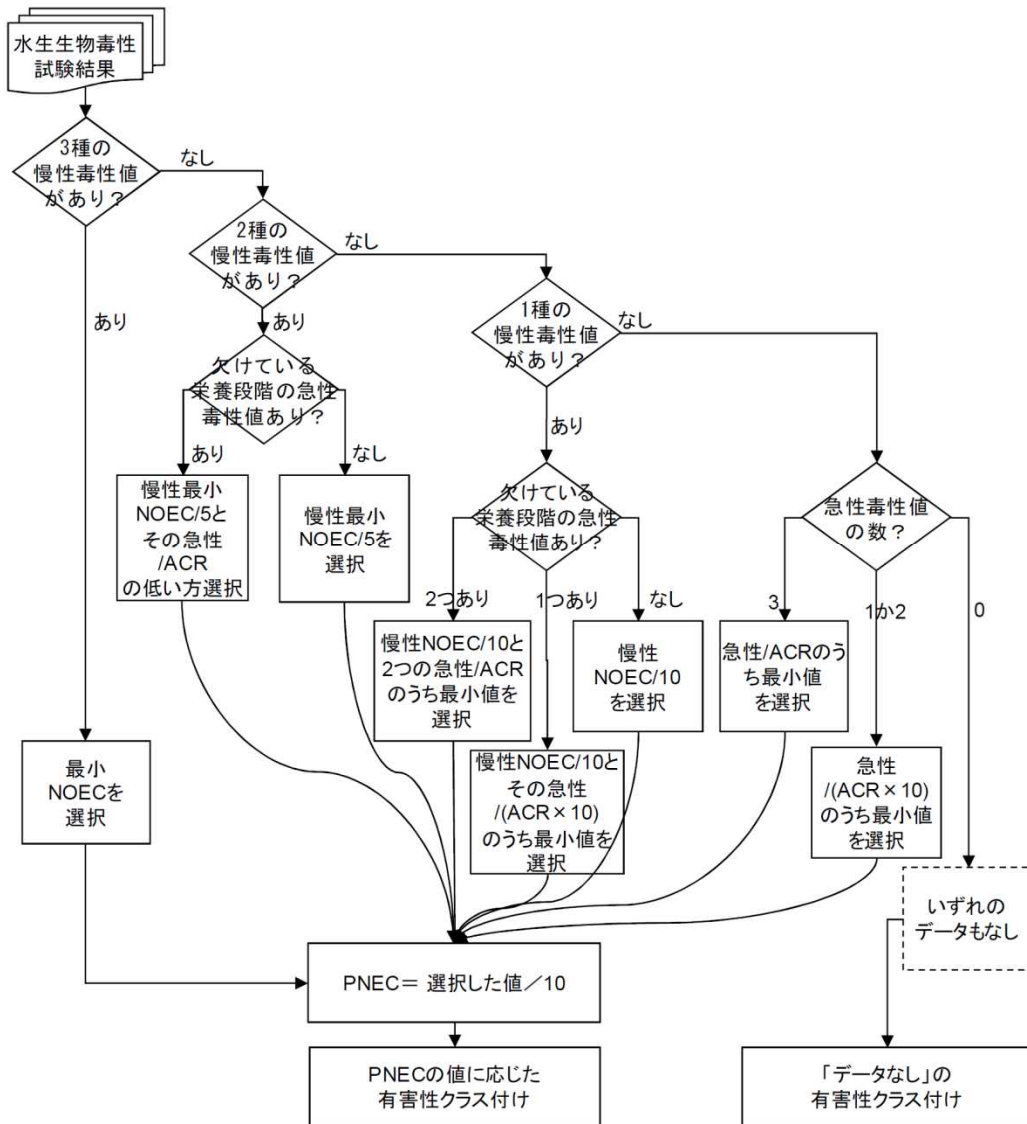 水生生物毒性
試験結果
3種の
慢性毒性値
があり？
なし
あり
2種の
慢性毒性値
があり？
なし
あり
1種の
慢性毒性値
があり？
なし
あり
欠けている
栄養段階の急性
毒性値あり？
あり
なし
慢性最小
NOEC/5と
その急性
/ACR
の低い方選択
慢性最小
NOEC/5を
選択
欠けている
栄養段階の急性
毒性値あり？
2つあり
1つあり
なし
急性毒性値
の数？
3
1か2
0
慢性NOEC/10と
2つの急性/ACR
のうち最小値を
選択
慢性
NOEC/10
を選択
急性/ACRのう
ち最小値
を選択
最小
NOECを
選択
慢性NOEC/10と
その急性
/(ACR×10)
のうち最小値を
選択
急性
/(ACR×10)
のうち最小値
を選択
いずれの
データもなし
PNEC＝ 選択した値／10
PNECの値に応じた
有害性クラス付け
「データなし」の
有害性クラス付け